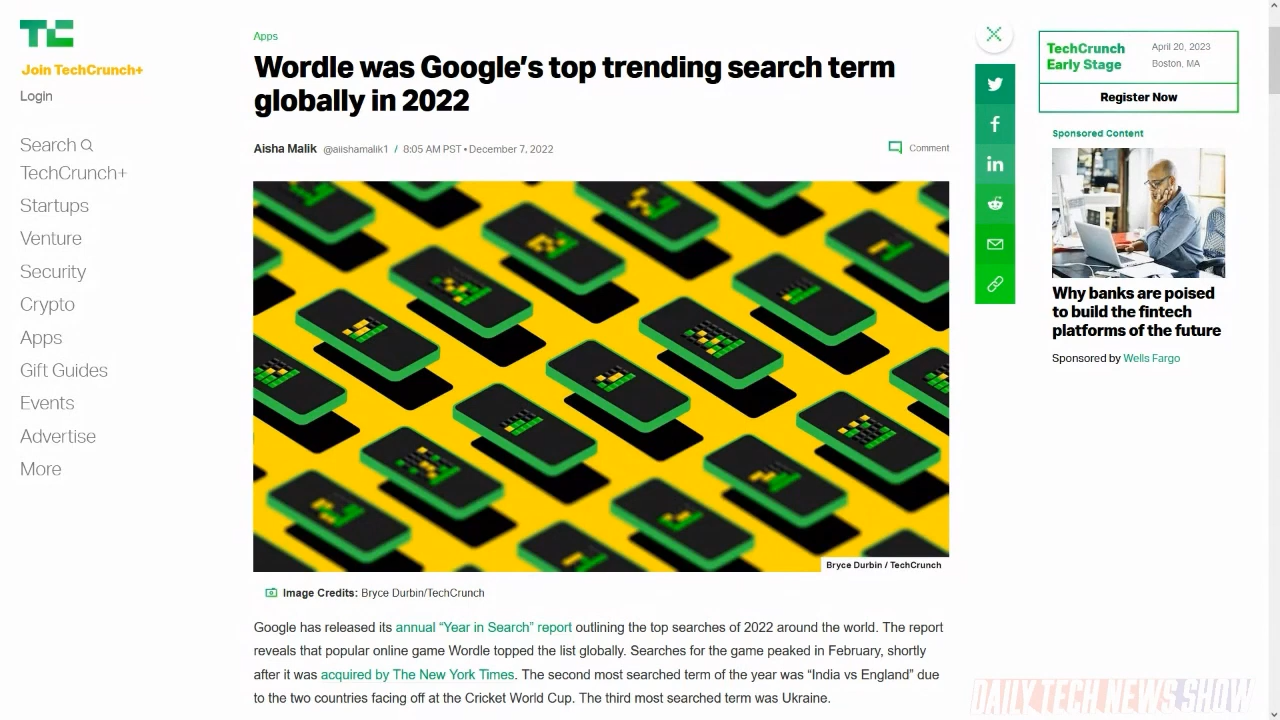 TC
Join TechCrunch+
Login
Search
TechCrunch+
Startups
Venture
Security
Crypto
Apps
Gift Guides
Events
Advertise
More
Apps
Wordle was Google's top trending search term
globally in 2022
Aisha Malik @aiishamalik1 / 8:05 AM PST • December 7, 2022
Comment
Bryce Durbin / TechCrunch
Image Credits: Bryce Durbin/TechCrunch
Google has released its annual “Year in Search” report outlining the top searches of 2022 around the world. The report
reveals that popular online game Wordle topped the list globally. Searches for the game peaked in February, shortly
after it was acquired by The New York Times. The second most searched term of the year was “India vs England” due
to the two countries facing off at the Cricket World Cup. The third most searched term was Ukraine.
TechCrunch
Early Stage
April 20, 2023
Boston, MA
Register Now
Sponsored Content
Why banks are poised
to build the fintech
platforms of the future
Sponsored by Wells Fargo
DAILY TECH NEWS SHOW